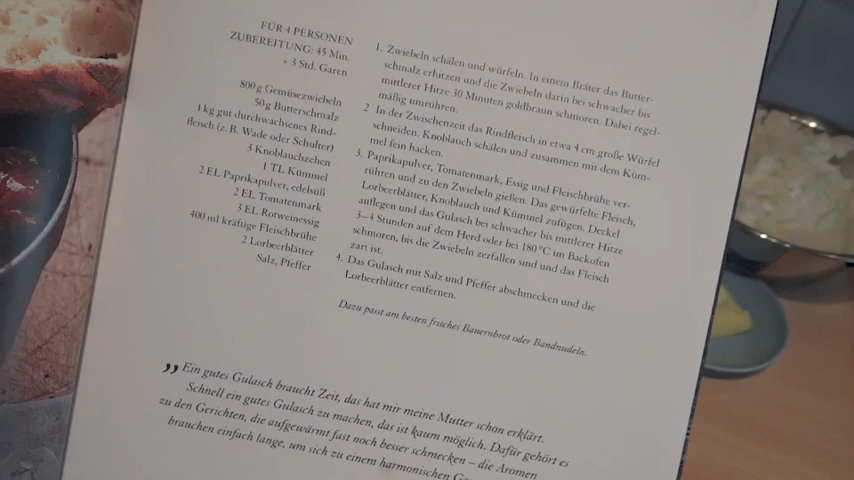 FÜR 4 PERSONEN
ZUBEREITUNG: 45 Min.
+ 3 Std. Garen
800 g Gemüsezwiebeln
50 g Butterschmalz
1 kg gut durchwachsenes Rind-
fleisch (z. B. Wade oder Schulter)
3 Knoblauchzehen
1 TL Kümmel
2 EL Paprikapulver, edelsüß
2 EL Tomatenmark
3 EL Rotweinessig
400 ml kräftige Fleischbrühe
2 Lorbeerblätter
Salz, Pfeffer
1. Zwiebeln schälen und würfeln. In einem Bräter das Butter-
schmalz erhitzen und die Zwiebeln darin bei schwacher bis
mittlerer Hitze 30 Minuten goldbraun schmoren. Dabei regel-
mäßig umrühren.
2 In der Zwischenzeit das Rindfleisch in etwa 4 cm große Würfel
schneiden. Knoblauch schälen und zusammen mit dem Küm-
mel fein hacken.
3. Paprikapulver, Tomatenmark, Essig und Fleischbrühe ver-
rühren und zu den Zwiebeln gießen. Das gewürfelte Fleisch,
Lorbeerblätter, Knoblauch und Kümmel zufügen. Deckel
auflegen und das Gulasch bei schwacher bis mittlerer Hitze
3–4 Stunden auf dem Herd oder bei 180 °C im Backofen
schmoren, bis die Zwiebeln zerfallen sind und das Fleisch
zart ist.
4. Das Gulasch mit Salz und Pfeffer abschmecken und die
Lorbeerblätter entfernen.
Dazu passt am besten frisches Bauernbrot oder Bandnudeln.
„ Ein gutes Gulasch braucht Zeit, das hat mir meine Mutter schon erklärt.
Schnell ein gutes Gulasch zu machen, das ist kaum möglich. Dafür gehört es
zu den Gerichten, die aufgewärmt fast noch besser schmecken – die Aromen
brauchen einfach lange, um sich zu einem harmonischen